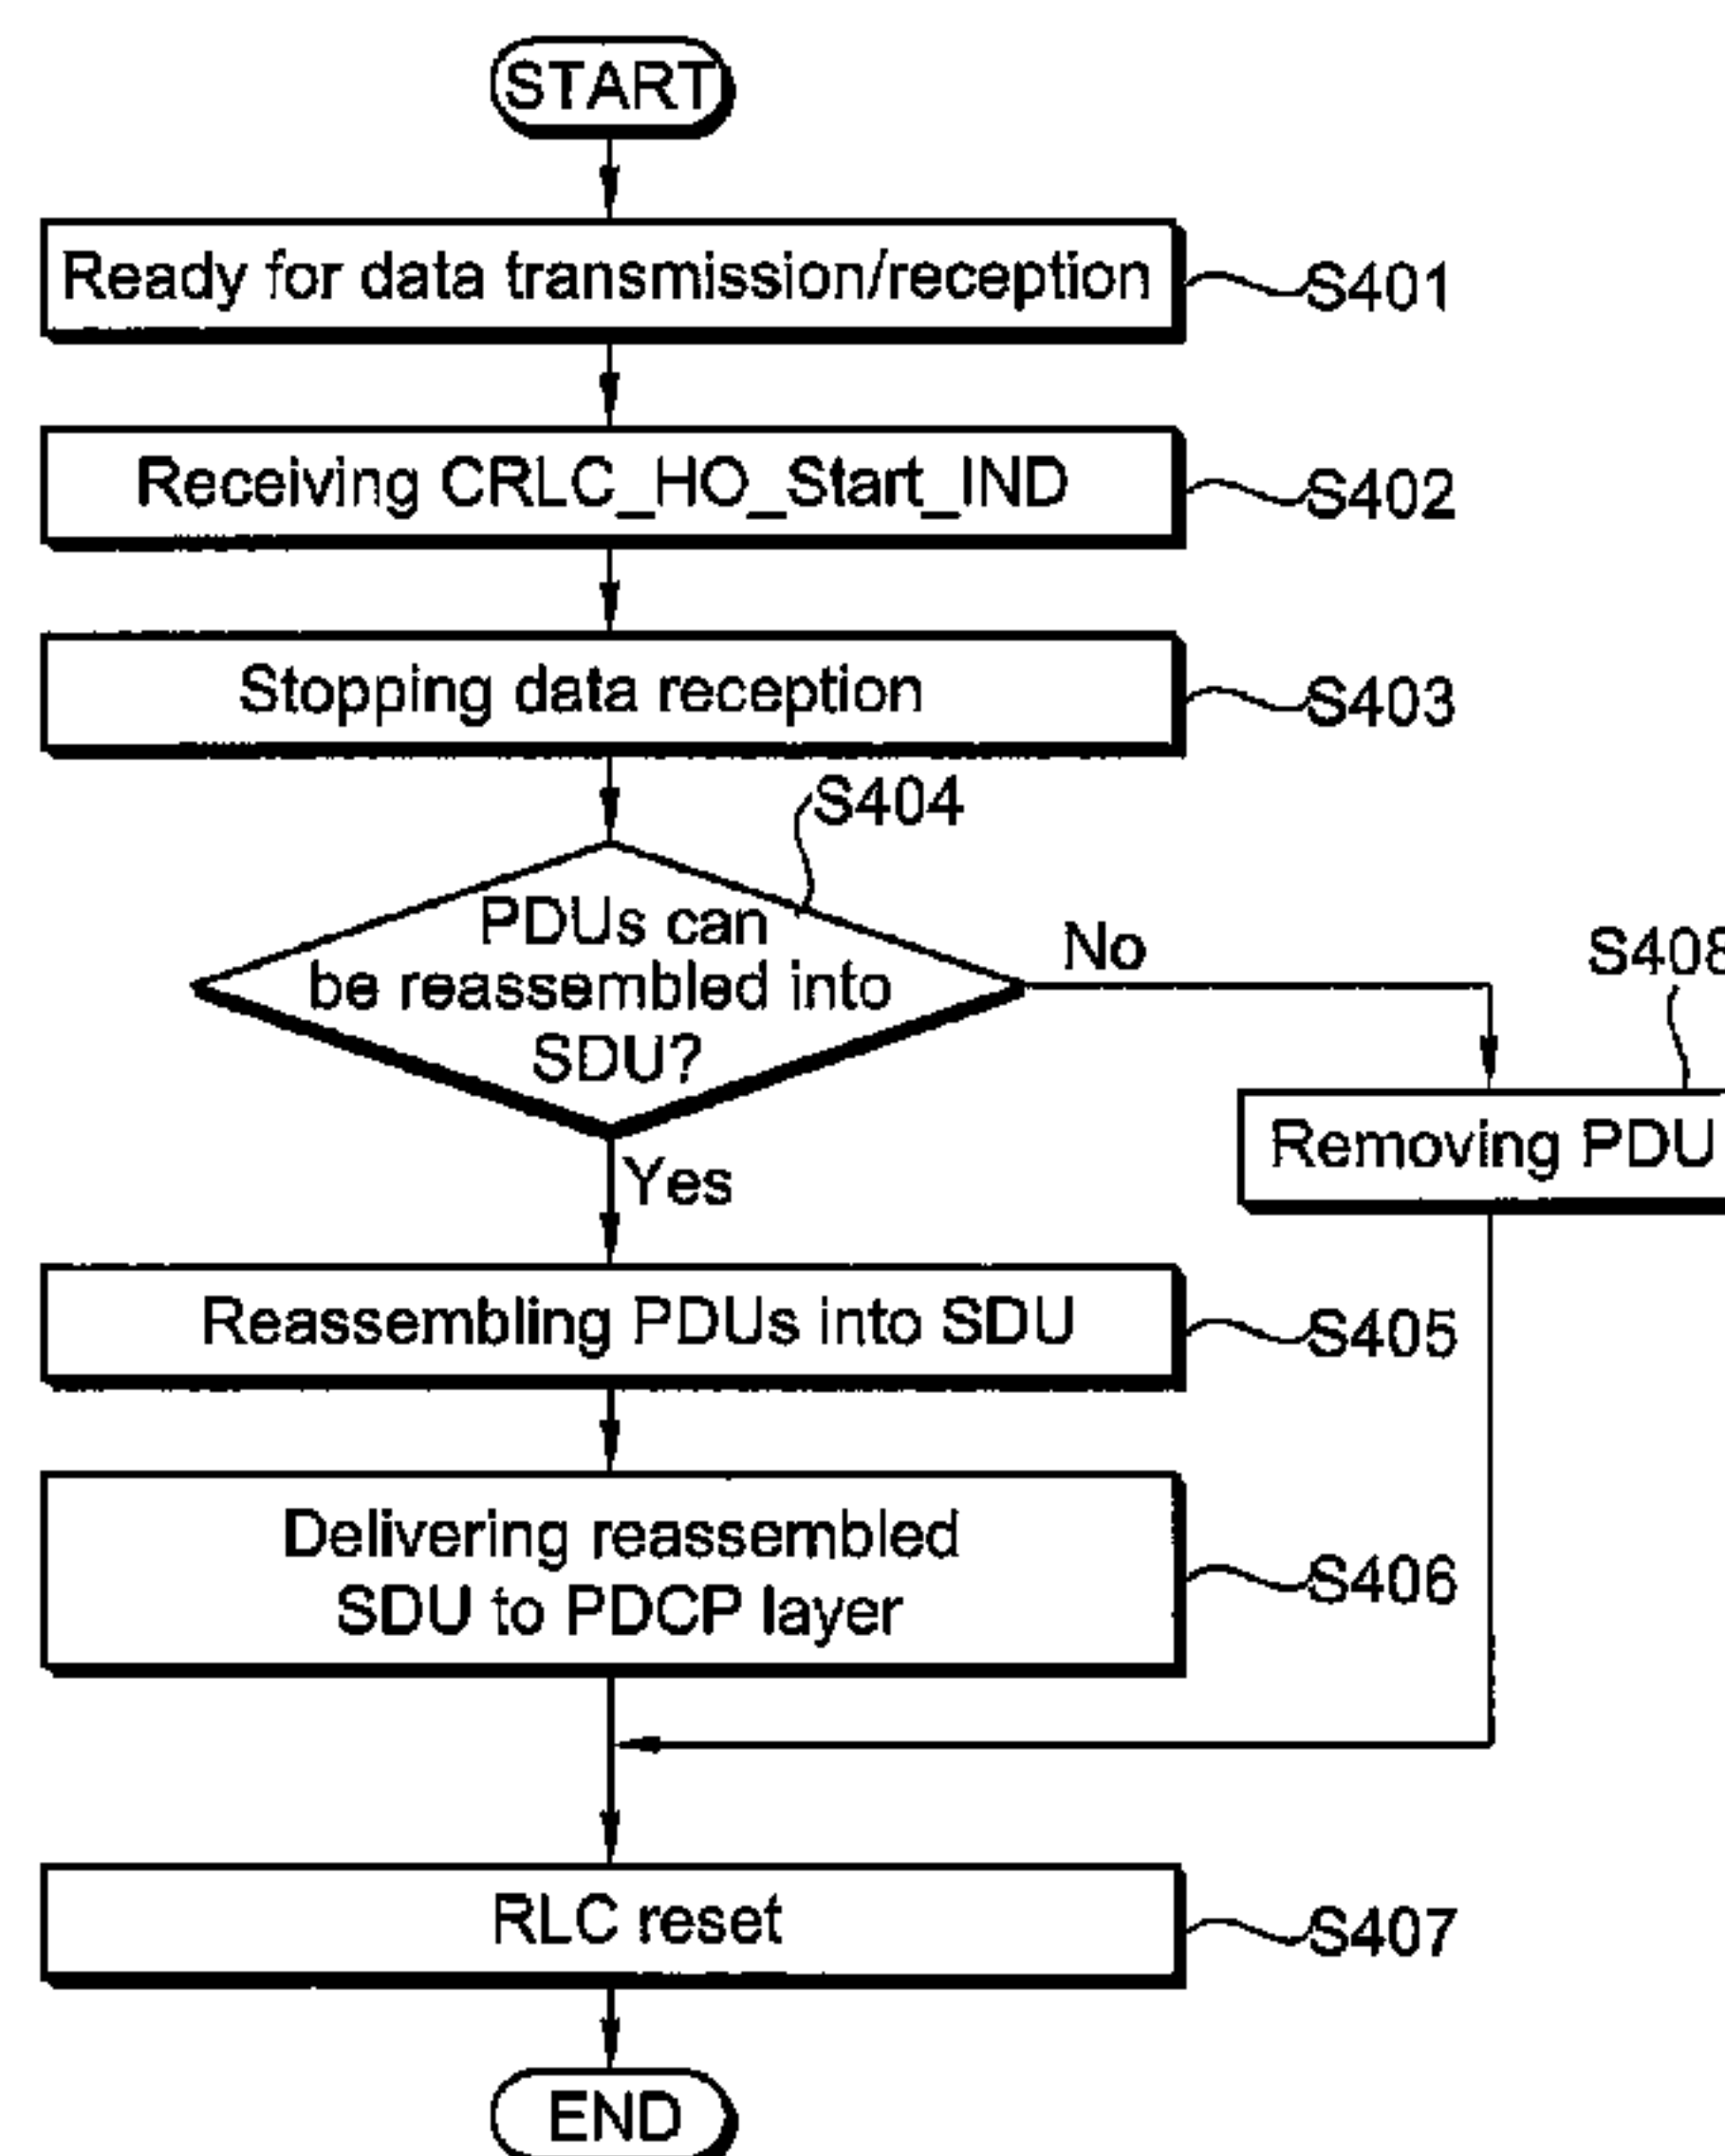 START
Ready for data transmission/reception
S401
Receiving CRLC_HO_Start_IND
S402
Stopping data reception
S403
S404
PDUs can
be reassembled into
SDU?
No
S408
Removing PDU
Yes
Reassembling PDUs into SDU
S405
Delivering reassembled
SDU to PDCP layer
S406
RLC reset
S407
END